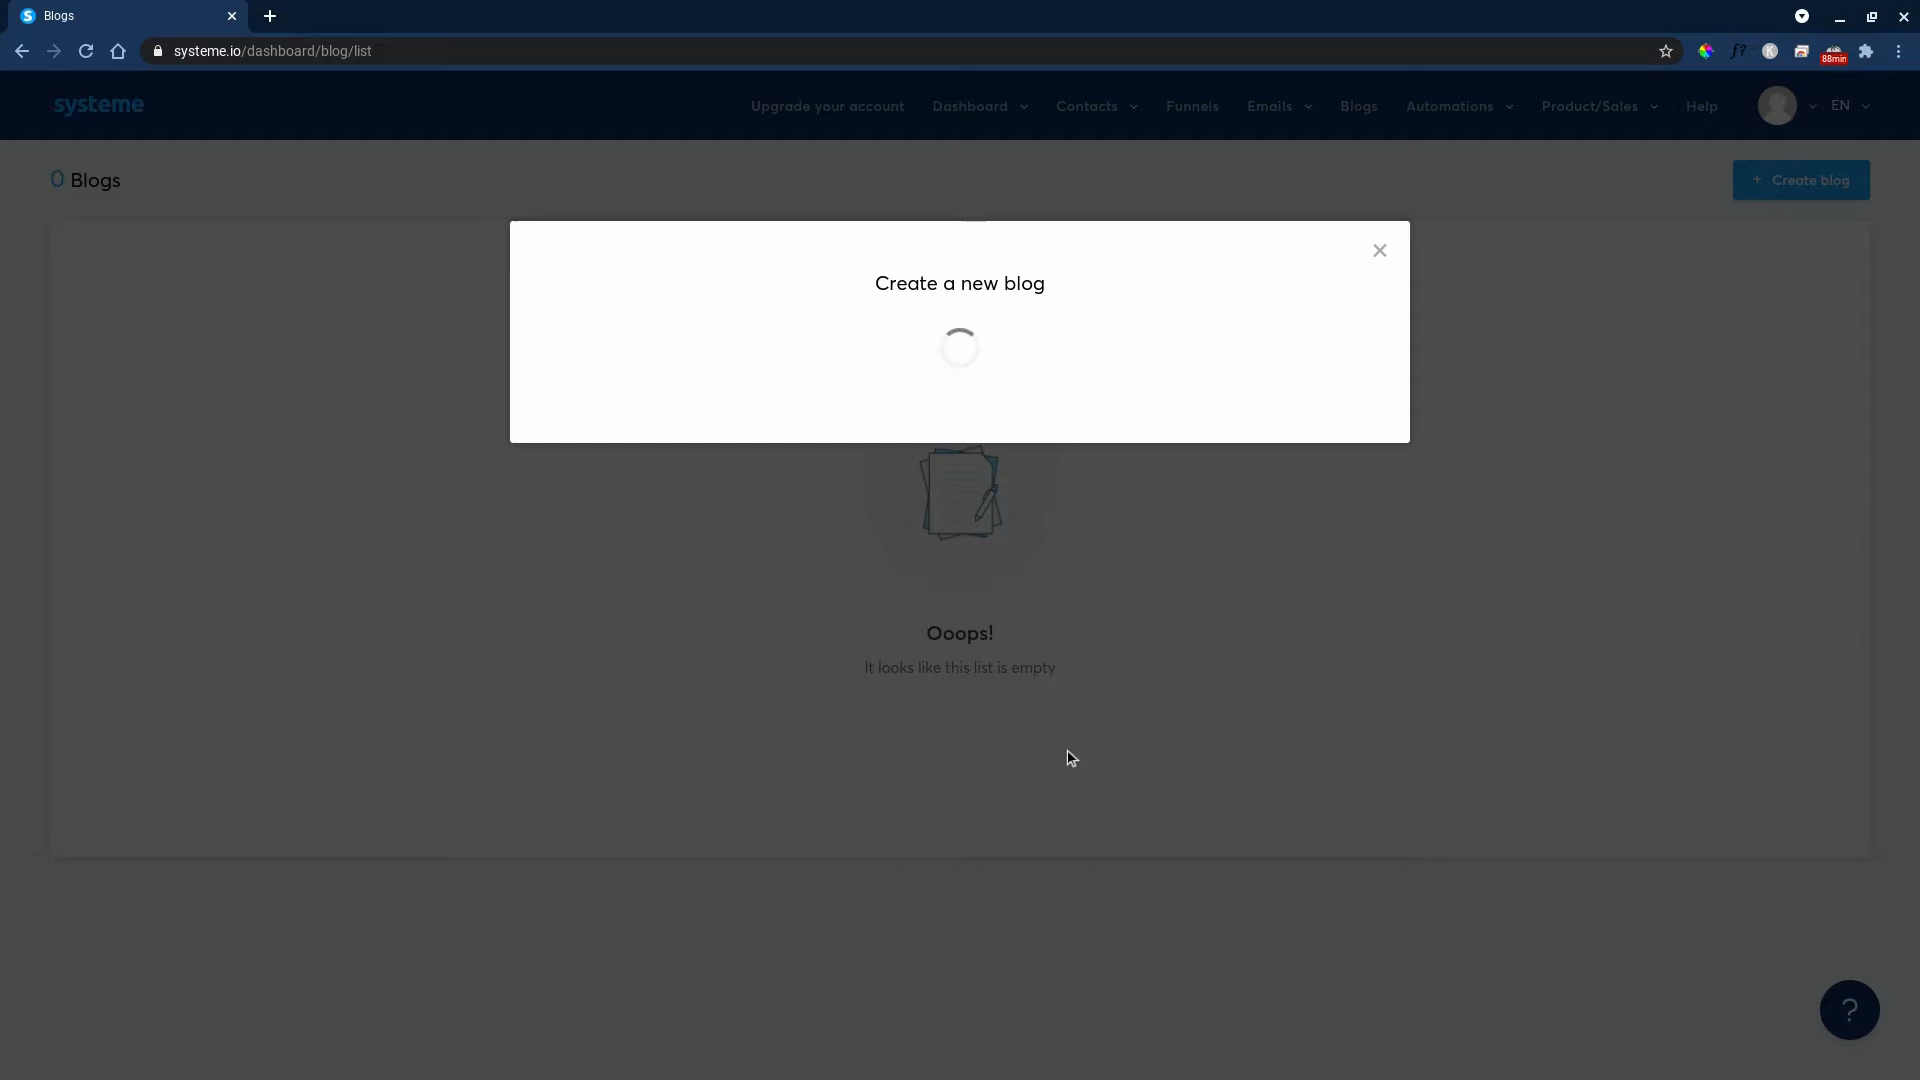 Blogs
systeme.io/dashboard/blog/list
f?
K
88min
systeme
Upgrade your account Dashboard Contacts Funnels Emails Blogs Automations Product/Sales Help EN
0 Blogs
+ Create blog
Create a new blog
Ooops!
It looks like this list is empty
?